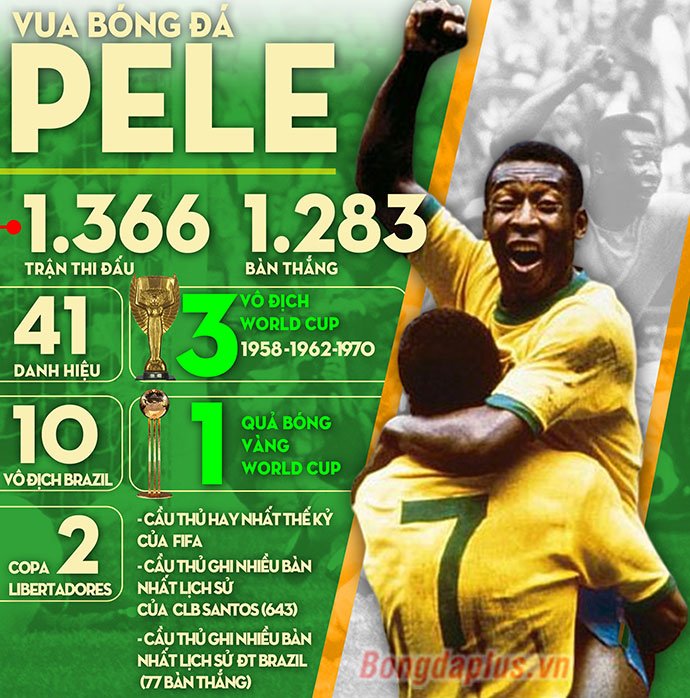 VUA BÓNG ĐÁ
PELE
1.366
TRẬN THI ĐẤU
1.283
BÀN THẮNG
41
DANH HIỆU
3
VÔ ĐỊCH
WORLD CUP
1958-1962-1970
10
VÔ ĐỊCH BRAZIL
1
QUẢ BÓNG
VÀNG
WORLD CUP
COPA 2
LIBERTADORES
- CẦU THỦ HAY NHẤT THẾ KỶ
CỦA FIFA
- CẦU THỦ GHI NHIỀU BÀN
NHẤT LỊCH SỬ
CỦA CLB SANTOS (643)
- CẦU THỦ GHI NHIỀU BÀN
NHẤT LỊCH SỬ ĐT BRAZIL
(77 BÀN THẮNG)
7
Bongdaplus.vn